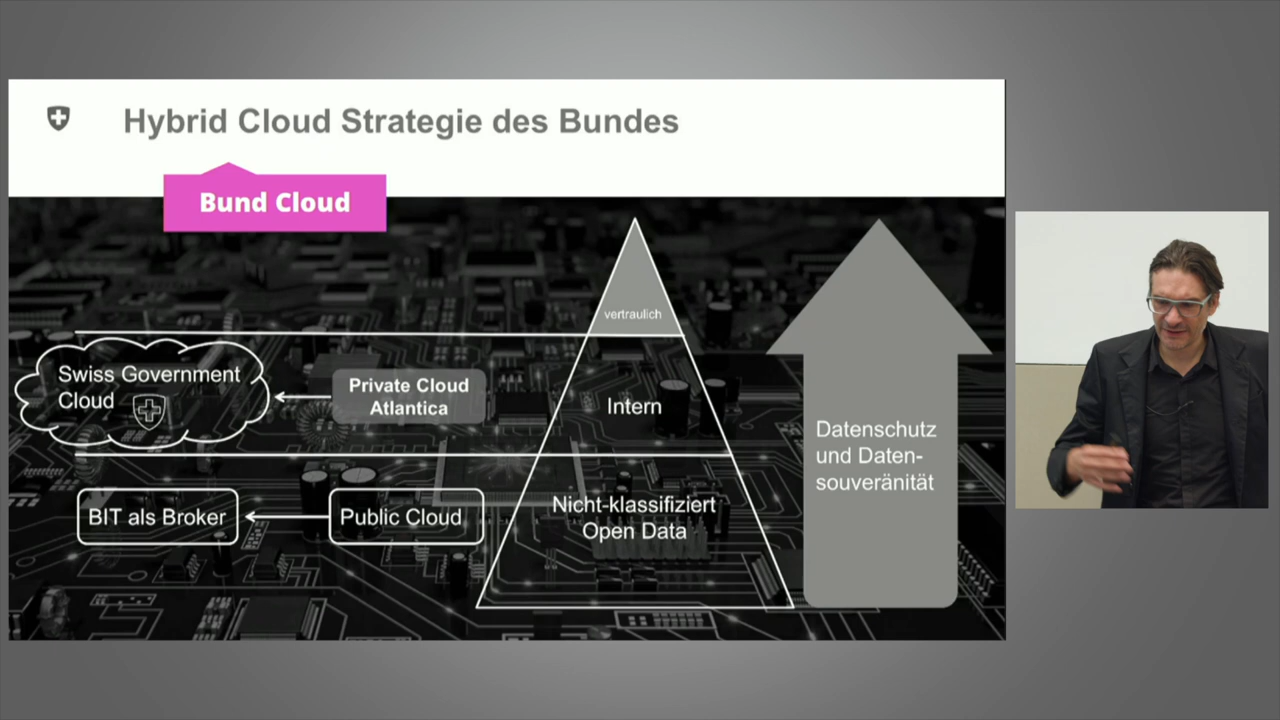 Hybrid Cloud Strategie des Bundes
Bund Cloud
vertraulich
Swiss Government
Cloud
Private Cloud
Atlantica
Intern
Datenschutz
und Daten-
souveränität
BIT als Broker
Public Cloud
Nicht-klassifiziert
Open Data